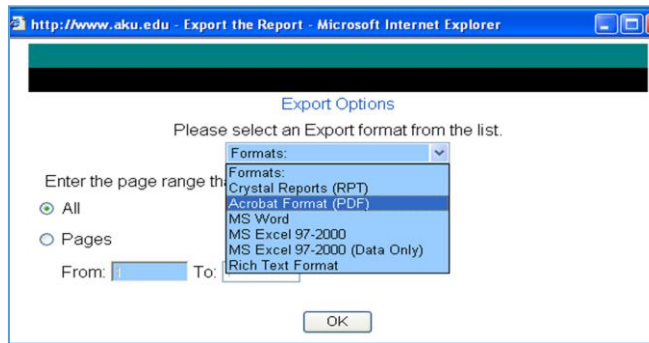 http://www.aku.edu - Export the Report - Microsoft Internet Explorer
Export Options
Please select an Export format from the list.
Formats:
Formats:
Enter the page range th
Crystal Reports (RPT)
Acrobat Format (PDF)
All
MS Word
MS Excel 97-2000
Pages
MS Excel 97-2000 (Data Only)
Rich Text Format
From: 1 To:
OK